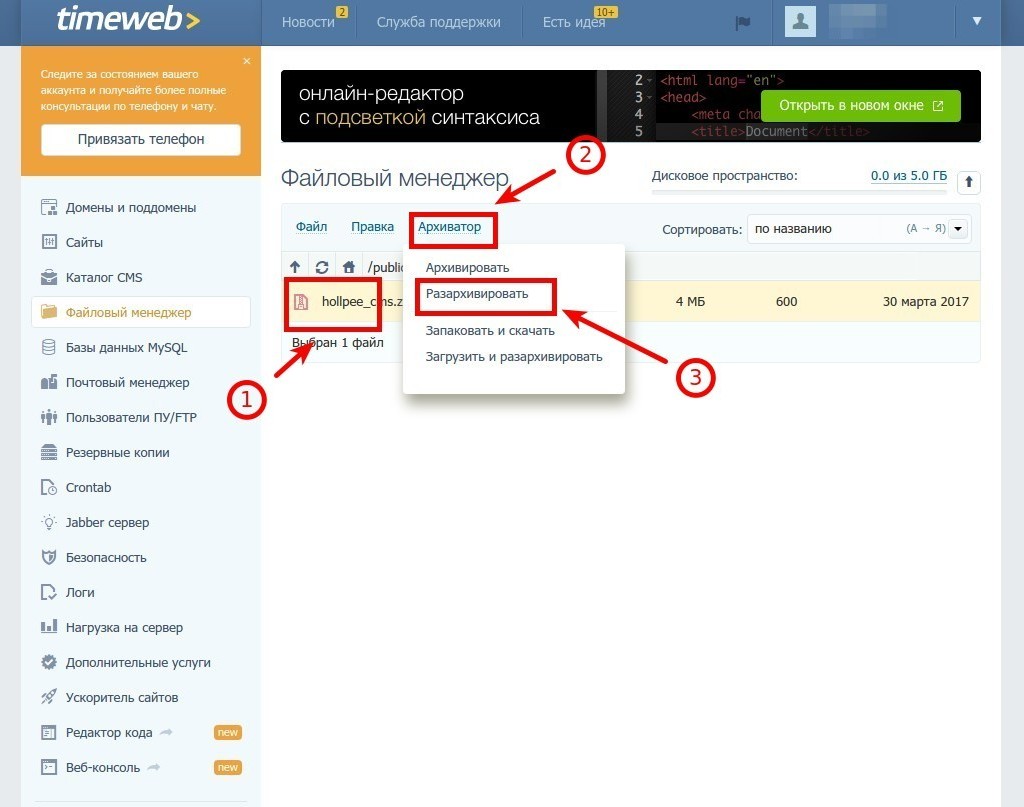 timeweb>
Новости 2
Служба поддержки
Есть идея 10+
Следите за состоянием вашего
аккаунта и получайте более полные
консультации по телефону и чату.
Привязать телефон
Домены и поддомены
Сайты
Каталог CMS
Файловый менеджер
Базы данных MySQL
Почтовый менеджер
Пользователи ПУ/FTP
Резервные копии
Crontab
Jabber сервер
Безопасность
Логи
Нагрузка на сервер
Дополнительные услуги
Ускоритель сайтов
Редактор кода new
Веб-консоль new
онлайн-редактор
с подсветкой синтаксиса
2 <html lang="en">
3 <head>
4 <meta cha
5 <title>Document</title>
Открыть в новом окне
Файловый менеджер
2
Дисковое пространство: 0.0 из 5.0 ГБ
Файл Правка Архиватор
Сортировать: по названию (А → Я)
/public
hollpee_cms.z 4 МБ 600 30 марта 2017
Выбран 1 файл
Архивировать
Разархивировать
Запаковать и скачать
Загрузить и разархивировать
1
3